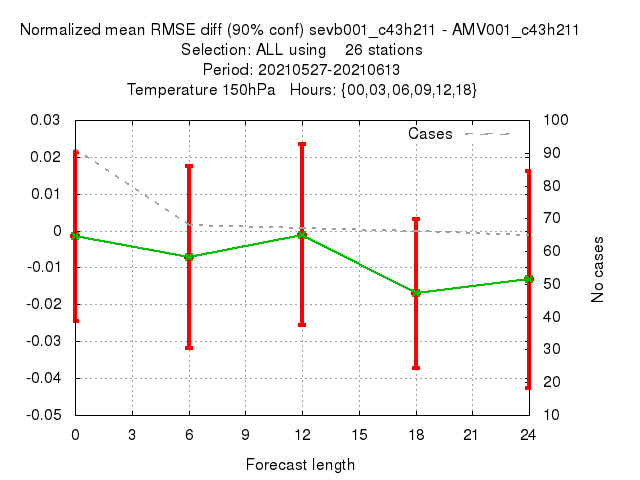 Normalized mean RMSE diff (90% conf) sevb001_c43h211 - AMV001_c43h211
Selection: ALL using    26 stations
Period: 20210527-20210613
Temperature 150hPa   Hours: {00,03,06,09,12,18}
Cases
0.03
0.02
0.01
0
-0.01
-0.02
-0.03
-0.04
-0.05
100
90
80
70
60
50
40
30
20
10
No cases
0 3 6 9 12 15 18 21 24
Forecast length